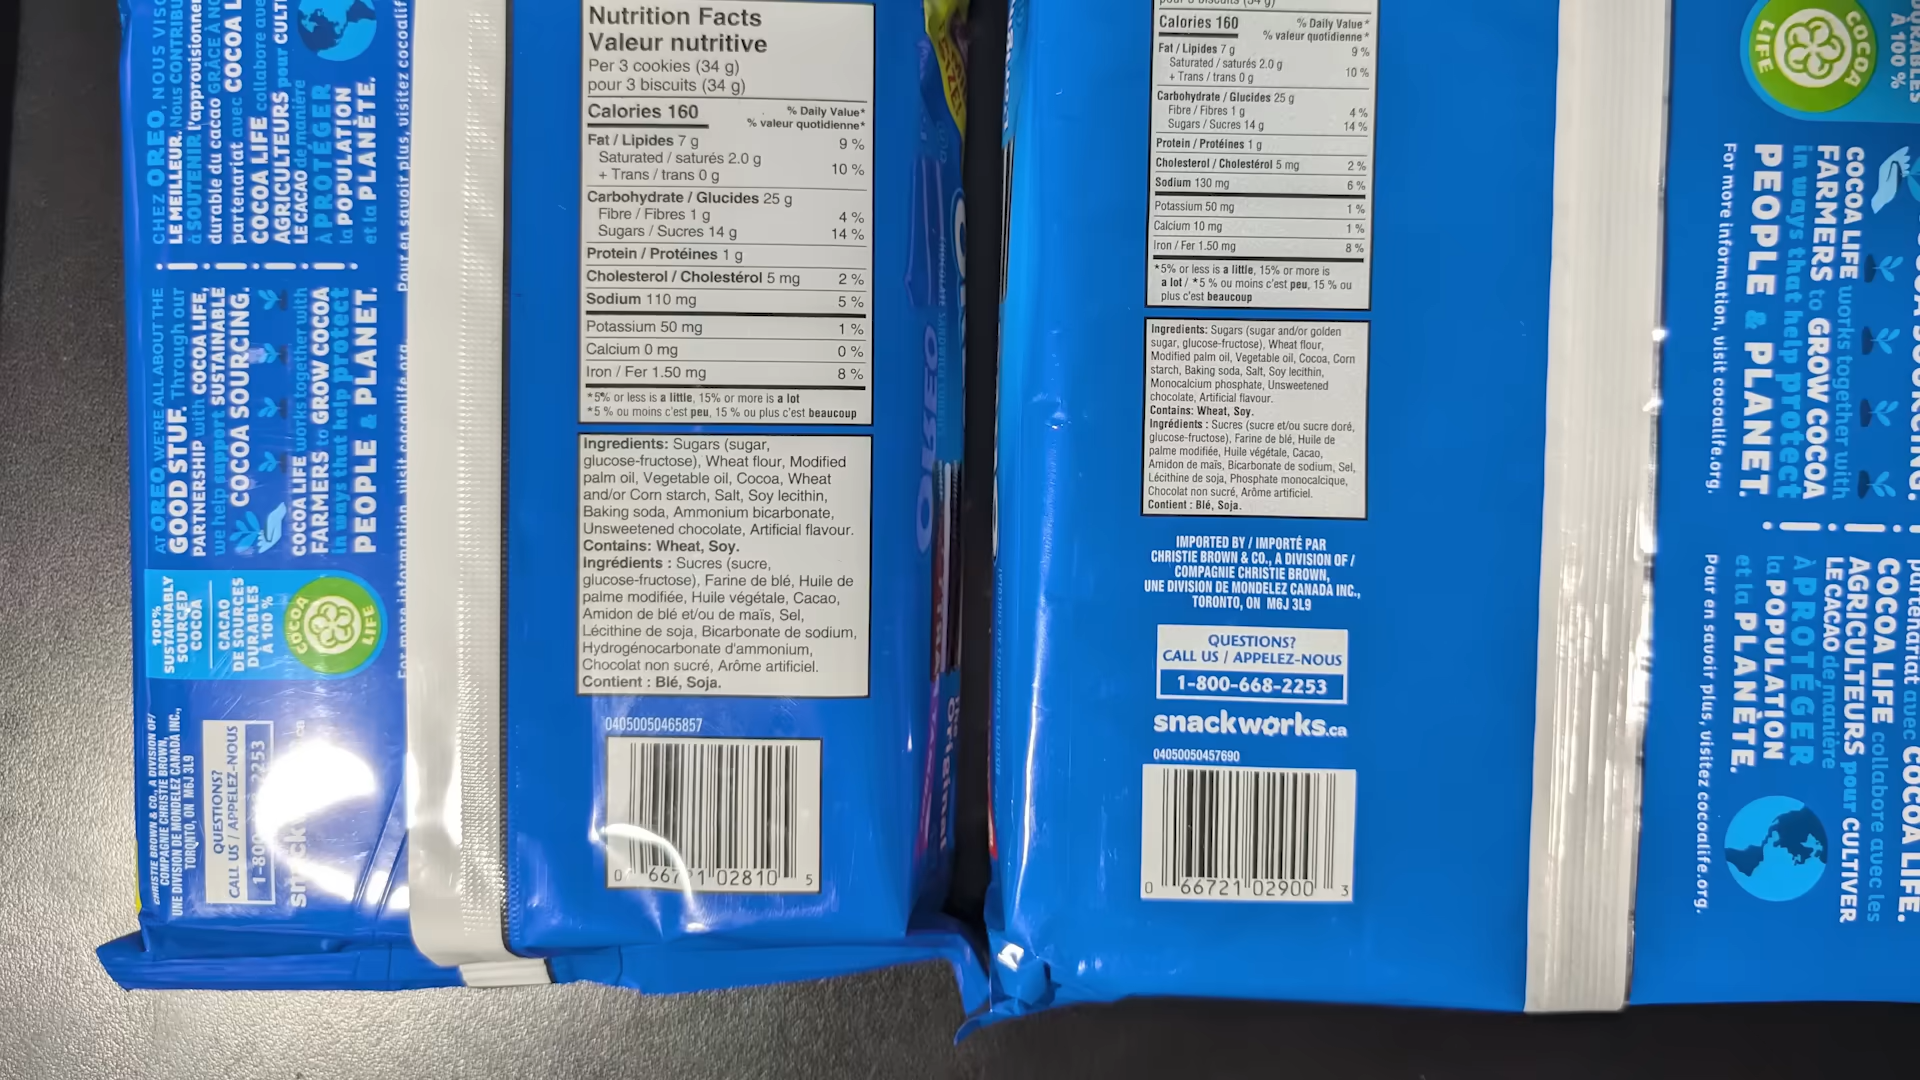 CHEZ OREO, NOUS
LE MEILLEUR. Nous
à SOUTENIR l'approvisionnement
durable du cacao GRÂCE À
partenariat avec COCOA
COCOA LIFE collabore
AGRICULTEURS pour
LE CACAO de manière
À PROTÉGER
la POPULATION
et la PLANÈTE.
Pour en savoir plus, visitez
AT OREO, WE'RE ALL ABOUT THE
GOOD STUF. Through our
PARTNERSHIP with COCOA LIFE,
we help support SUSTAINABLE
COCOA SOURCING.
COCOA LIFE works together with
FARMERS to GROW COCOA
in ways that help protect
PEOPLE & PLANET.
For more information, visit cocoalife.org
100%
SUSTAINABLY
SOURCED
COCOA
CACAO
DE SOURCES
DURABLES
À 100 %
COCOA
LIFE
CHRISTIE BROWN & CO., A DIVISION OF/
COMPAGNIE CHRISTIE BROWN,
UNE DIVISION DE MONDELEZ CANADA INC.,
TORONTO, ON M6J 3L9
QUESTIONS?
CALL US / APPELEZ-NOUS
Nutrition Facts
Valeur nutritive
Per 3 cookies (34 g)
pour 3 biscuits (34 g)
Calories 160
% Daily Value*
% valeur quotidienne*
Fat / Lipides 7 g 9 %
Saturated / saturés 2.0 g
+ Trans / trans 0 g 10 %
Carbohydrate / Glucides 25 g
Fibre / Fibres 1 g 4 %
Sugars / Sucres 14 g 14 %
Protein / Protéines 1 g
Cholesterol / Cholestérol 5 mg 2 %
Sodium 110 mg 5 %
Potassium 50 mg 1 %
Calcium 0 mg 0 %
Iron / Fer 1.50 mg 8 %
*5% or less is a little, 15% or more is a lot
*5 % ou moins c'est peu, 15 % ou plus c'est beaucoup
Ingredients: Sugars (sugar,
glucose-fructose), Wheat flour, Modified
palm oil, Vegetable oil, Cocoa, Wheat
and/or Corn starch, Salt, Soy lecithin,
Baking soda, Ammonium bicarbonate,
Unsweetened chocolate, Artificial flavour.
Contains: Wheat, Soy.
Ingrédients : Sucres (sucre,
glucose-fructose), Farine de blé, Huile de
palme modifiée, Huile végétale, Cacao,
Amidon de blé et/ou de maïs, Sel,
Lécithine de soja, Bicarbonate de sodium,
Hydrogénocarbonate d'ammonium,
Chocolat non sucré, Arôme artificiel.
Contient : Blé, Soja.
04050050465857
0 66721 02810 5
OREO
Calories 160
% Daily Value*
% valeur quotidienne*
Fat / Lipides 7 g 9 %
Saturated / saturés 2.0 g
+ Trans / trans 0 g 10 %
Carbohydrate / Glucides 25 g
Fibre / Fibres 1 g 4 %
Sugars / Sucres 14 g 14 %
Protein / Protéines 1 g
Cholesterol / Cholestérol 5 mg 2 %
Sodium 130 mg 6 %
Potassium 50 mg 1 %
Calcium 10 mg 1 %
Iron / Fer 1.50 mg 8 %
*5% or less is a little, 15% or more is
a lot / *5 % ou moins c'est peu, 15 % ou
plus c'est beaucoup
Ingredients: Sugars (sugar and/or golden
sugar, glucose-fructose), Wheat flour,
Modified palm oil, Vegetable oil, Cocoa, Corn
starch, Baking soda, Salt, Soy lecithin,
Monocalcium phosphate, Unsweetened
chocolate, Artificial flavour.
Contains: Wheat, Soy.
Ingrédients : Sucres (sucre et/ou sucre doré,
glucose-fructose), Farine de blé, Huile de
palme modifiée, Huile végétale, Cacao,
Amidon de maïs, Bicarbonate de sodium, Sel,
Lécithine de soja, Phosphate monocalcique,
Chocolat non sucré, Arôme artificiel.
Contient : Blé, Soja.
IMPORTED BY / IMPORTÉ PAR
CHRISTIE BROWN & CO., A DIVISION OF /
COMPAGNIE CHRISTIE BROWN,
UNE DIVISION DE MONDELEZ CANADA INC.,
TORONTO, ON M6J 3L9
QUESTIONS?
CALL US / APPELEZ-NOUS
1-800-668-2253
snackworks.ca
04050050457690
0 66721 02900 3
DURABLES
À 100 %
COCOA
LIFE
COCOA LIFE works together with
FARMERS to GROW COCOA
in ways that help protect
PEOPLE & PLANET.
For more information, visit cocoalife.org.
partenariat avec COCOA LIFE.
COCOA LIFE collabore avec les
AGRICULTEURS pour CULTIVER
LE CACAO de manière
À PROTÉGER
la POPULATION
et la PLANÈTE.
Pour en savoir plus, visitez cocoalife.org.